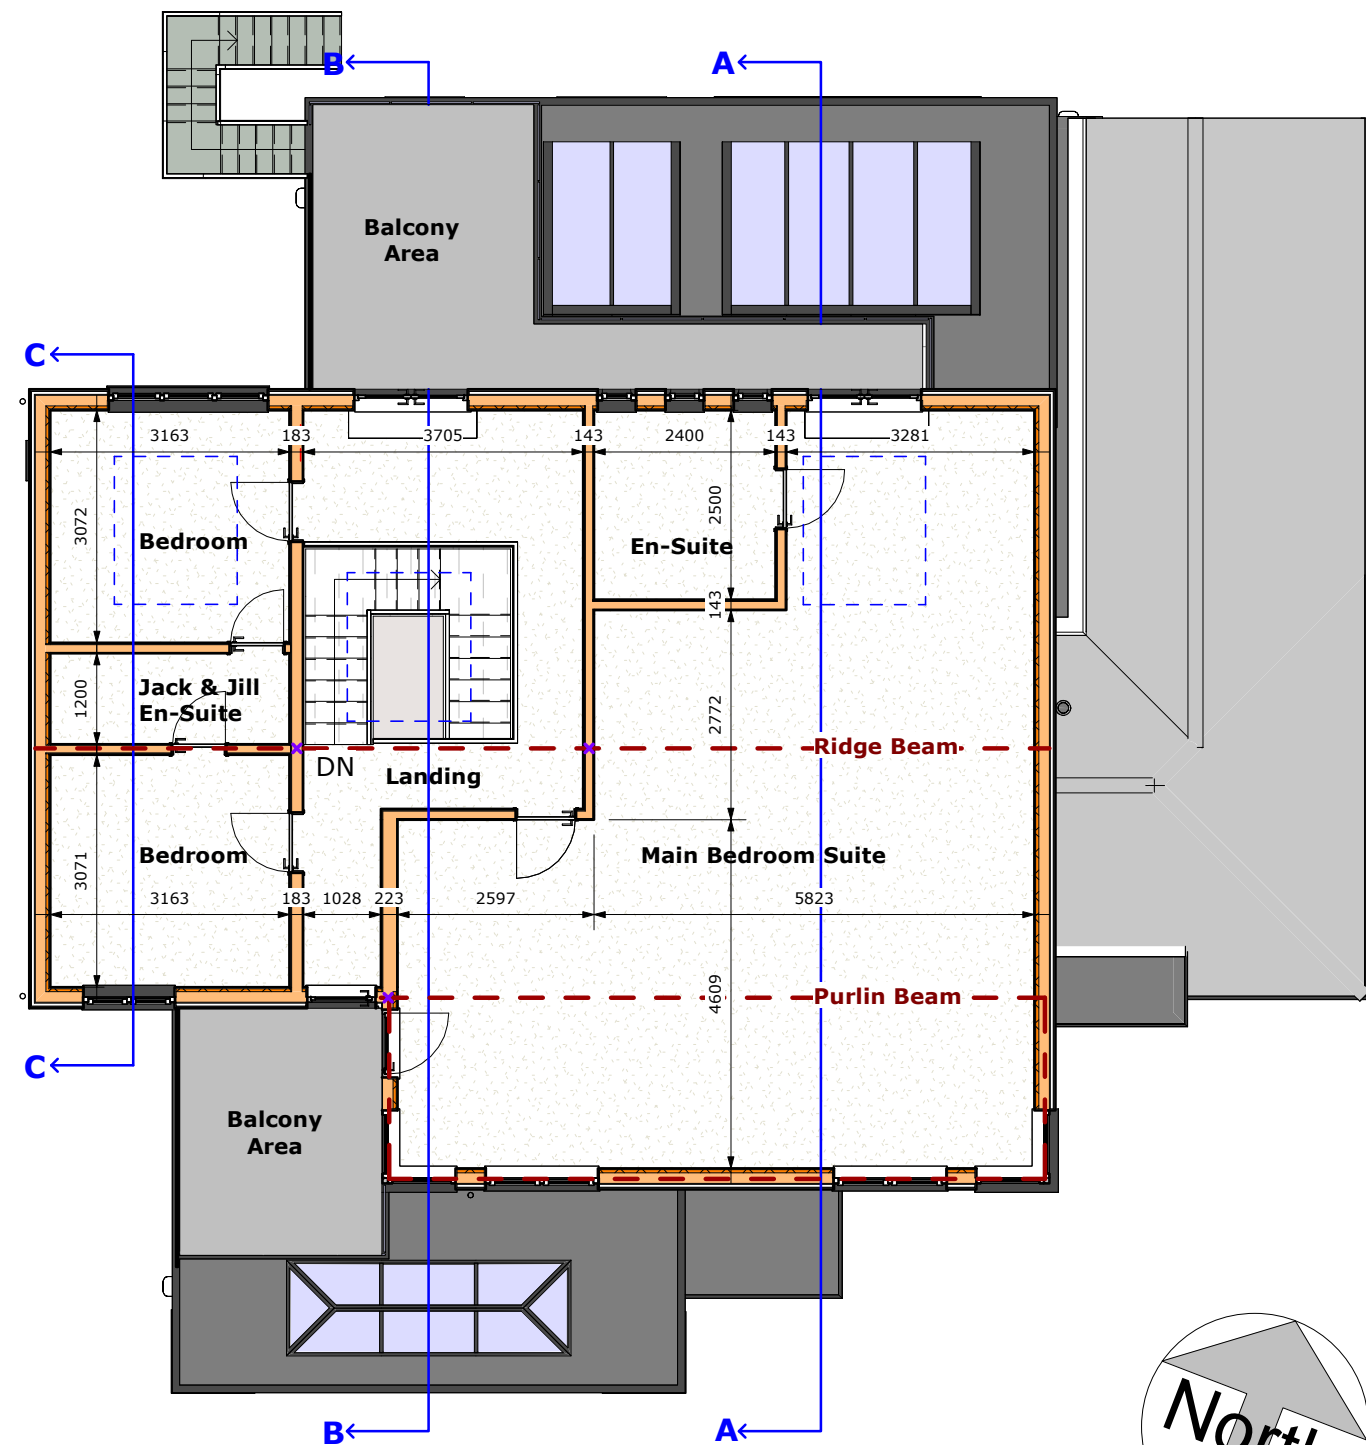 B
A
Balcony
Area
C
3163
183
3705
143
2400
143
3281
3072
2500
Bedroom
En-Suite
143
Jack & Jill
En-Suite
1200
2772
Ridge Beam
DN
Landing
3071
Bedroom
Main Bedroom Suite
3163
183
1028
223
2597
5823
4609
Purlin Beam
C
Balcony
Area
B
A